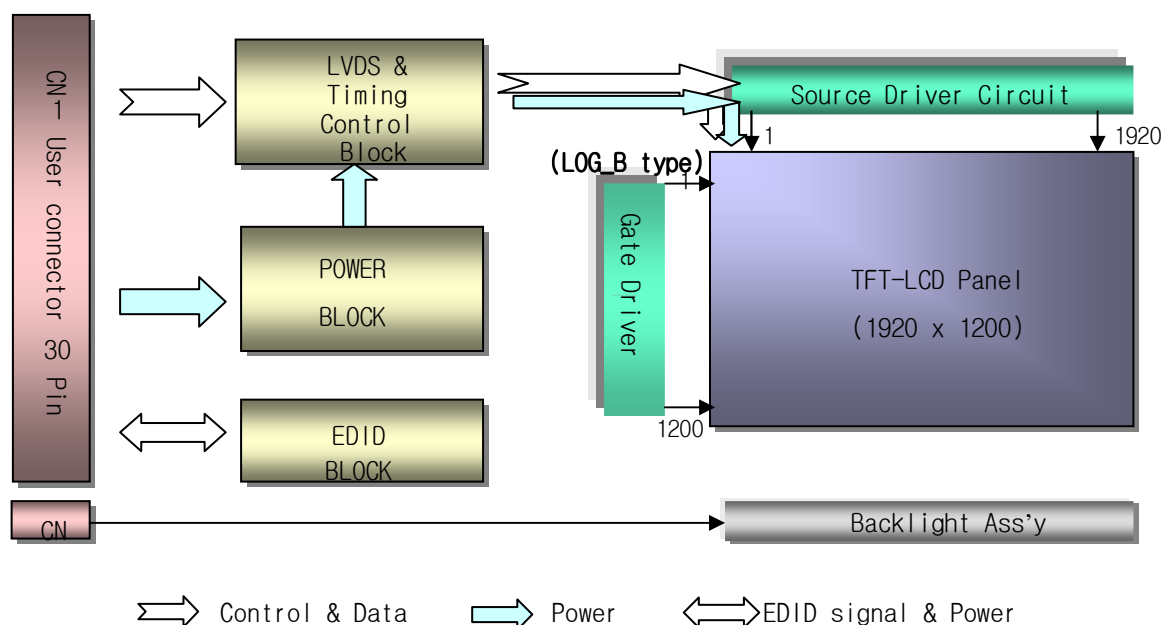 CN-1 User connector 30 Pin
LVDS &
Timing
Control
Block
Source Driver Circuit
1
1920
(LOG_B type)
1
Gate Driver
1200
POWER
BLOCK
TFT-LCD Panel
(1920 x 1200)
EDID
BLOCK
CN
Backlight Ass'y
Control & Data
Power
EDID signal & Power